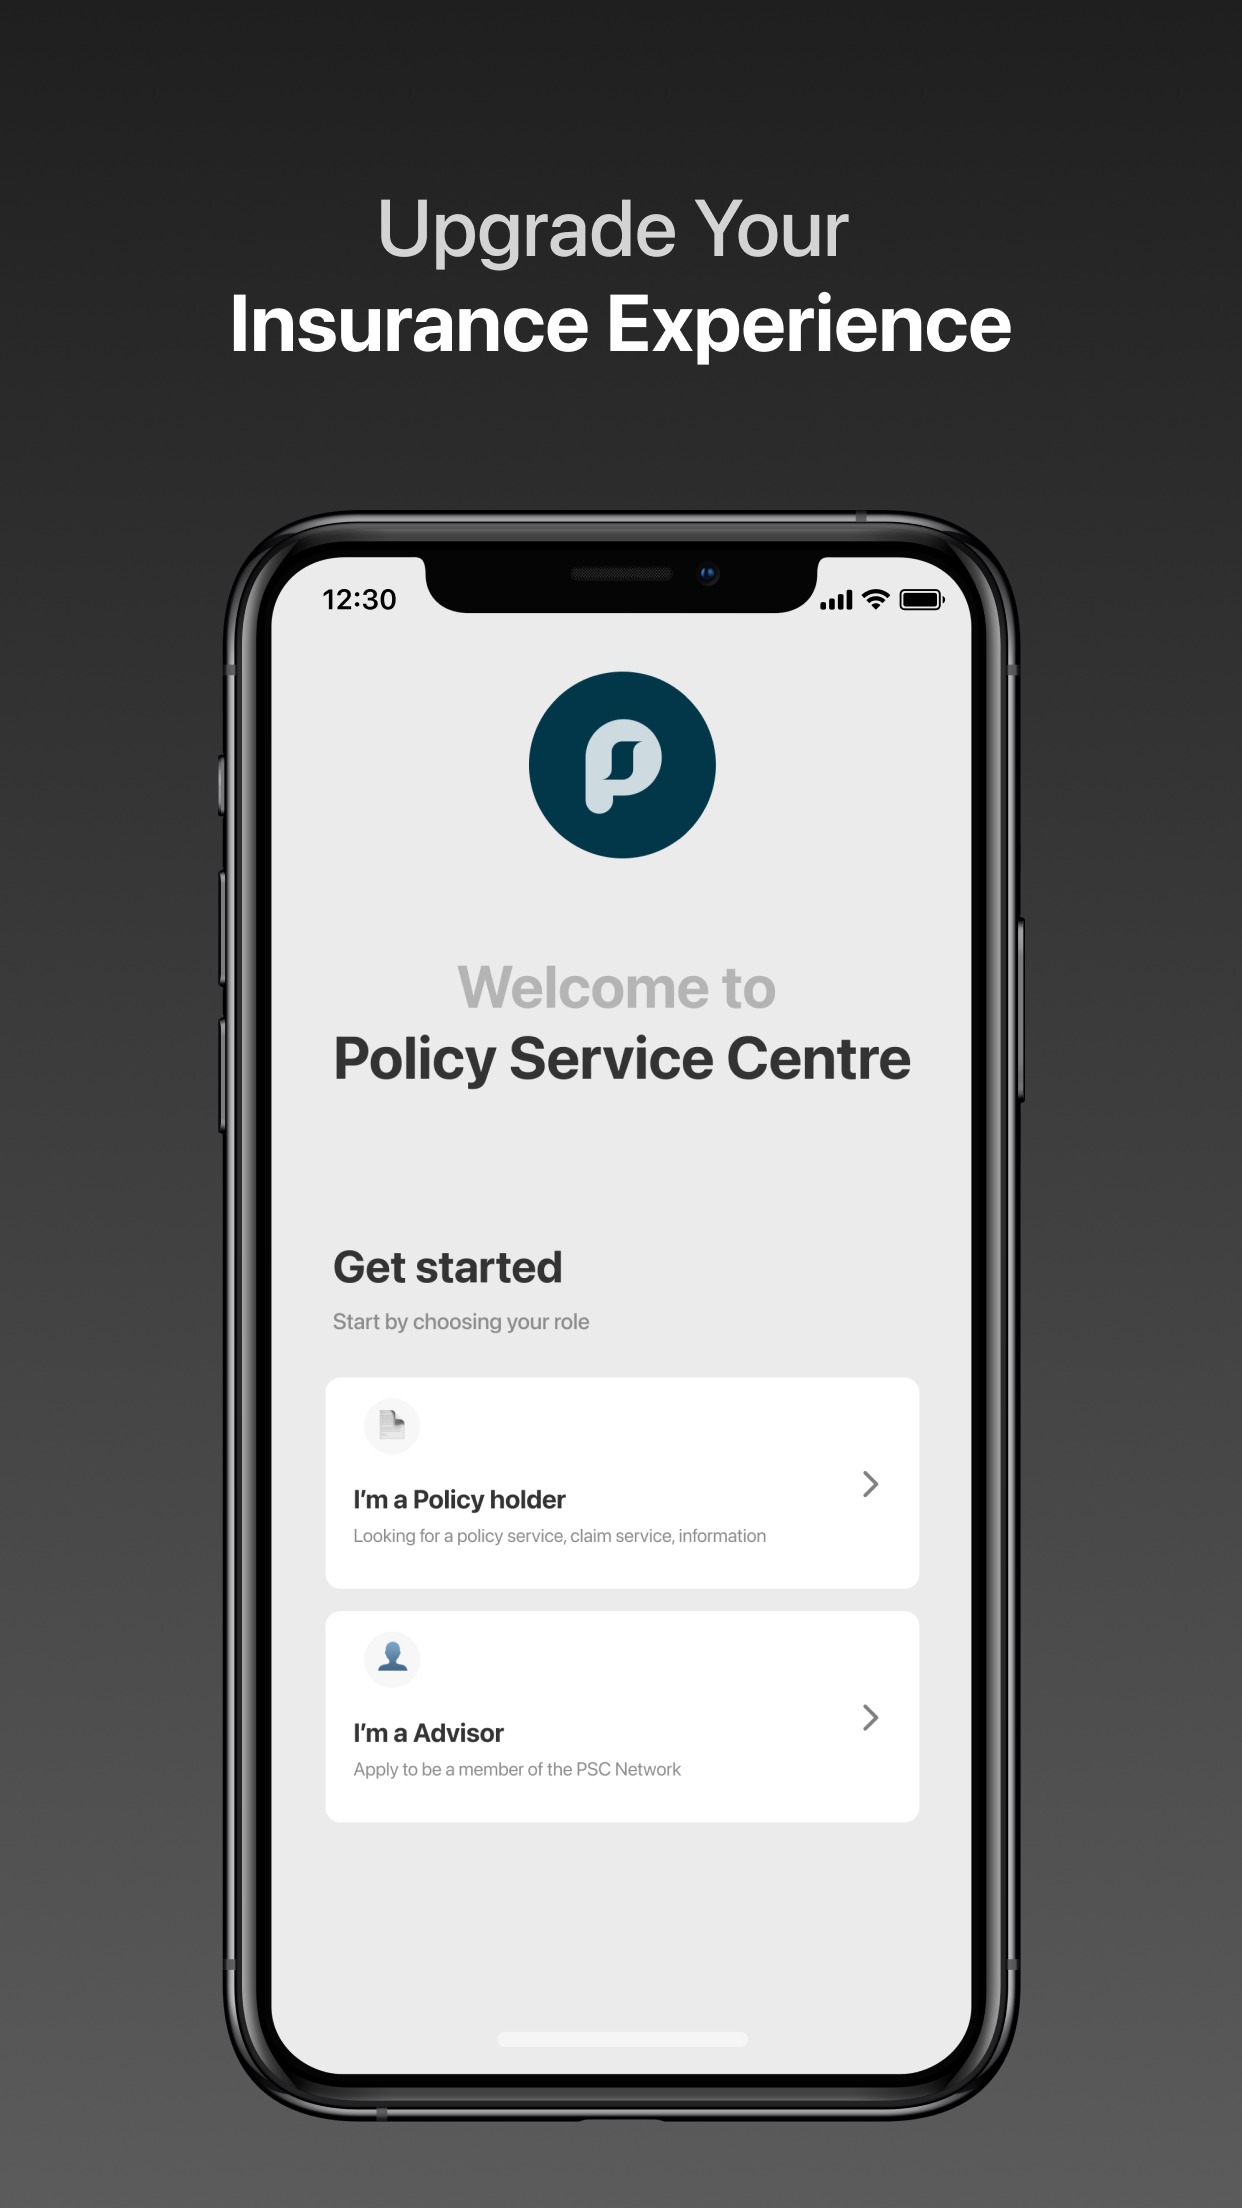 Upgrade Your
Insurance Experience
12:30
Welcome to
Policy Service Centre
Get started
Start by choosing your role
I'm a Policy holder
Looking for a policy service, claim service, information
I'm a Advisor
Apply to be a member of the PSC Network